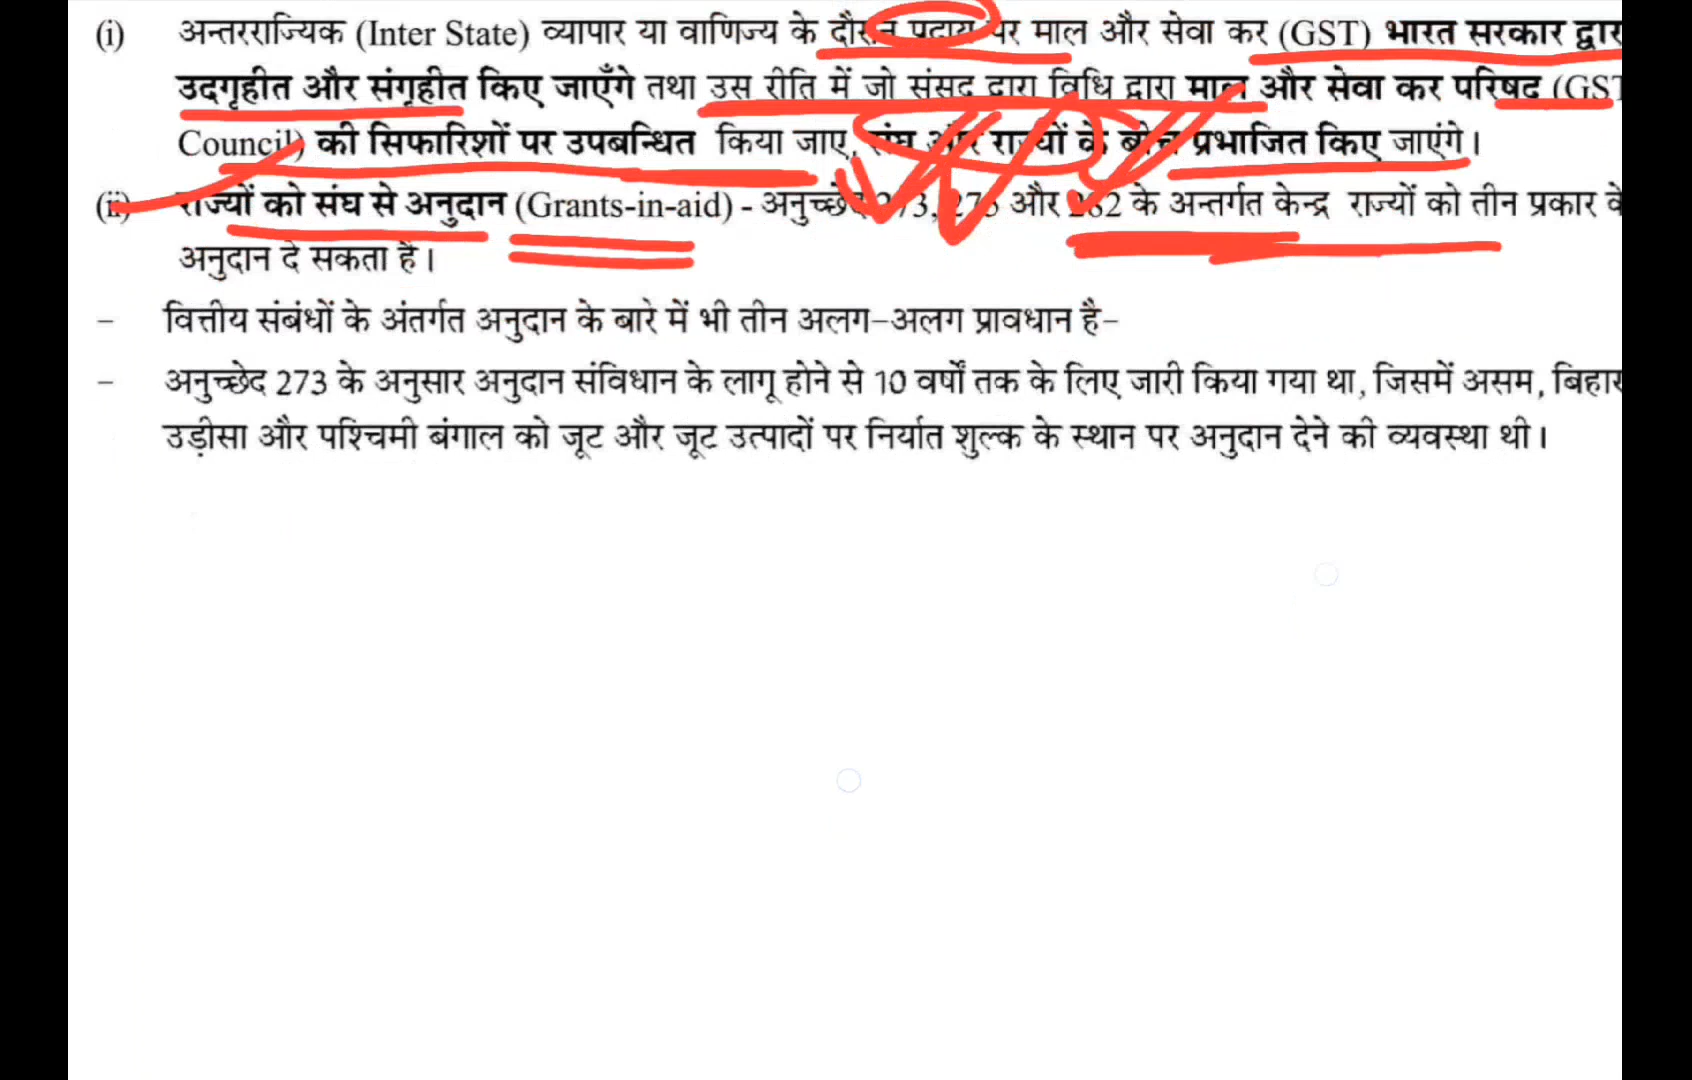 (i) अन्तरराज्यिक (Inter State) व्यापार या वाणिज्य के दौरान प्रदाय पर माल और सेवा कर (GST) भारत सरकार द्वार
उदगृहीत और संगृहीत किए जाएँगे तथा उस रीति में जो संसद द्वारा विधि द्वारा माल और सेवा कर परिषद (GST
Council) की सिफारिशों पर उपबन्धित किया जाए, संघ और राज्यों के बीच प्रभाजित किए जाएंगे।
(ii) राज्यों को संघ से अनुदान (Grants-in-aid) - अनुच्छेद 273, 275 और 282 के अन्तर्गत केन्द्र राज्यों को तीन प्रकार के
अनुदान दे सकता है।
– वित्तीय संबंधों के अंतर्गत अनुदान के बारे में भी तीन अलग–अलग प्रावधान है–
– अनुच्छेद 273 के अनुसार अनुदान संविधान के लागू होने से 10 वर्षों तक के लिए जारी किया गया था, जिसमें असम, बिहार
उड़ीसा और पश्चिमी बंगाल को जूट और जूट उत्पादों पर निर्यात शुल्क के स्थान पर अनुदान देने की व्यवस्था थी।